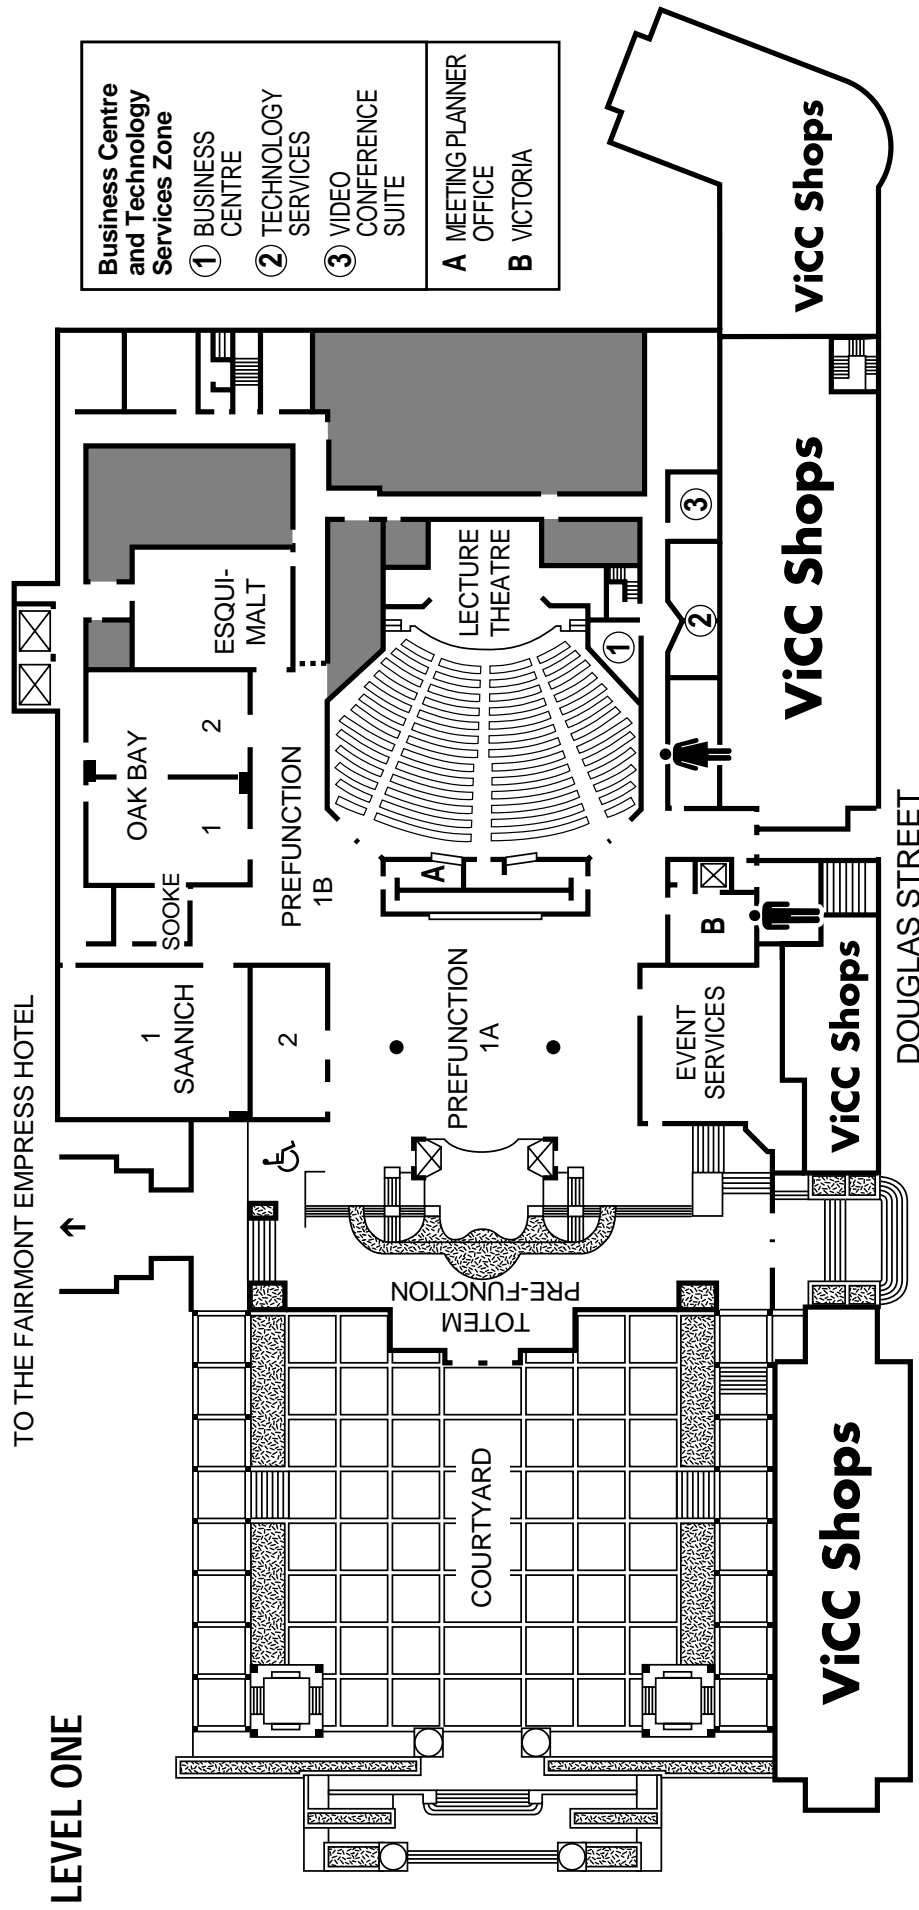 LEVEL ONE
TO THE FAIRMONT EMPRESS HOTEL
Business Centre
and Technology
Services Zone
1 BUSINESS
CENTRE
2 TECHNOLOGY
SERVICES
3 VIDEO
CONFERENCE
SUITE
A MEETING PLANNER
OFFICE
B VICTORIA
1
SAANICH
2
SOOKE
OAK BAY
1
2
ESQUI-
MALT
PREFUNCTION
1B
LECTURE
THEATRE
A
PREFUNCTION
1A
TOTEM
PRE-FUNCTION
COURTYARD
EVENT
SERVICES
B
1
2
3
ViCC Shops
ViCC Shops
ViCC Shops
ViCC Shops
DOUGLAS STREET